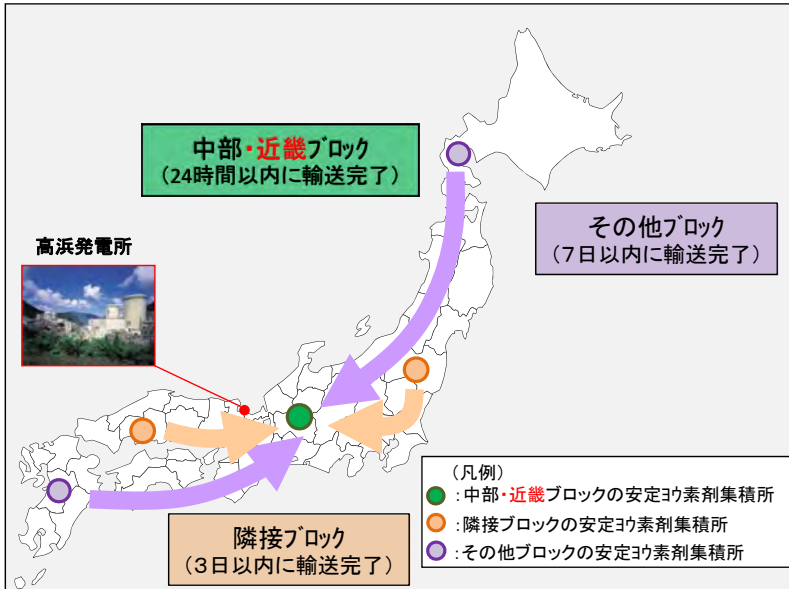 中部・近畿ブロック
（24時間以内に輸送完了）
その他ブロック
（７日以内に輸送完了）
高浜発電所
隣接ブロック
（３日以内に輸送完了）
（凡例）
：中部・近畿ブロックの安定ヨウ素剤集積所
：隣接ブロックの安定ヨウ素剤集積所
：その他ブロックの安定ヨウ素剤集積所